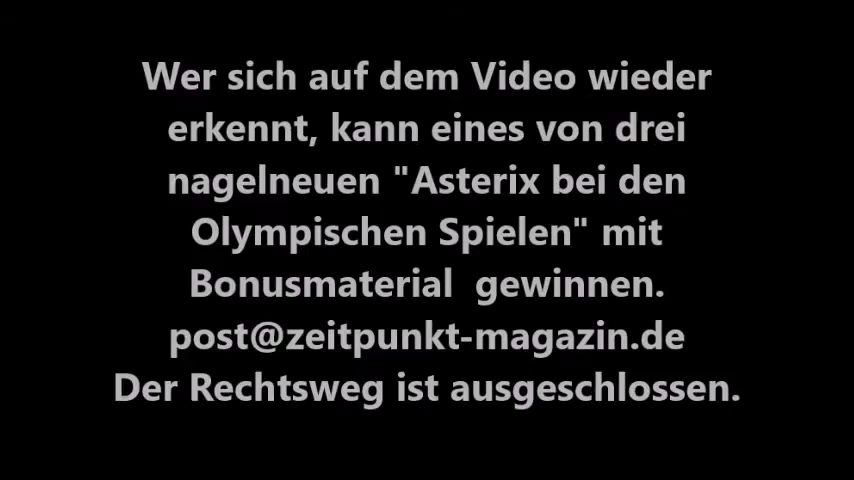 Wer sich auf dem Video wieder
erkennt, kann eines von drei
nagelneuen "Asterix bei den
Olympischen Spielen" mit
Bonusmaterial  gewinnen.
post@zeitpunkt-magazin.de
Der Rechtsweg ist ausgeschlossen.